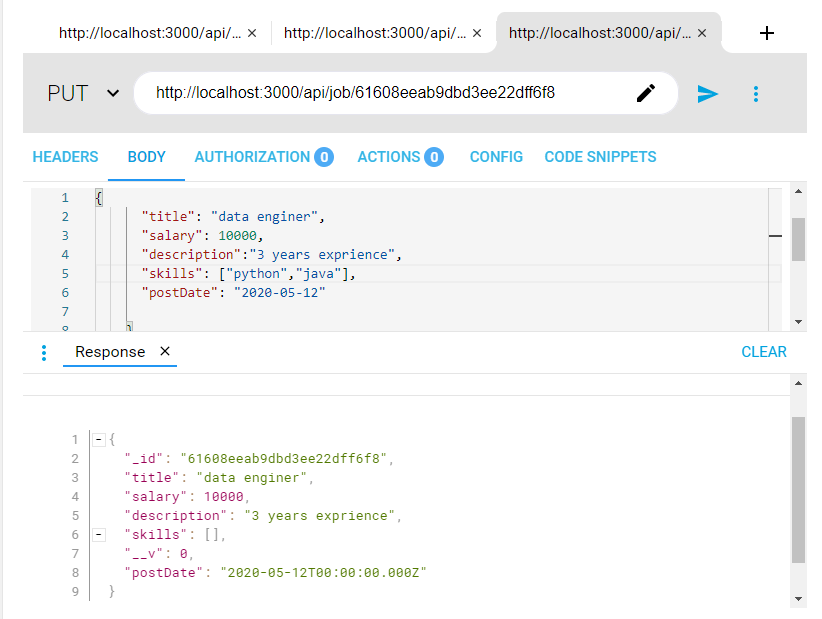 http://localhost:3000/api/... × http://localhost:3000/api/... × http://localhost:3000/api/... × +
PUT http://localhost:3000/api/job/61608eeab9dbd3ee22dff6f8
HEADERS BODY AUTHORIZATION 0 ACTIONS 0 CONFIG CODE SNIPPETS
1 {
2 "title": "data enginer",
3 "salary": 10000,
4 "description":"3 years exprience",
5 "skills": ["python","java"],
6 "postDate": "2020-05-12"
7
8 }
Response × CLEAR
1 - {
2 "_id": "61608eeab9dbd3ee22dff6f8",
3 "title": "data enginer",
4 "salary": 10000,
5 "description": "3 years exprience",
6 - "skills": [],
7 "__v": 0,
8 "postDate": "2020-05-12T00:00:00.000Z"
9 }